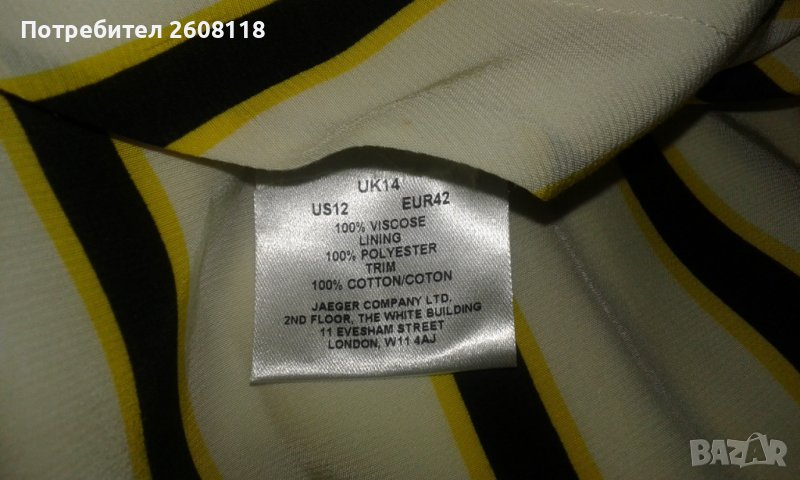 Потребител 2608118
UK14
US12 EUR42
100% VISCOSE
LINING
100% POLYESTER
TRIM
100% COTTON/COTON
JAEGER COMPANY LTD.
2ND FLOOR, THE WHITE BUILDING
11 EVESHAM STREET
LONDON, W11 4AJ
BAZAR